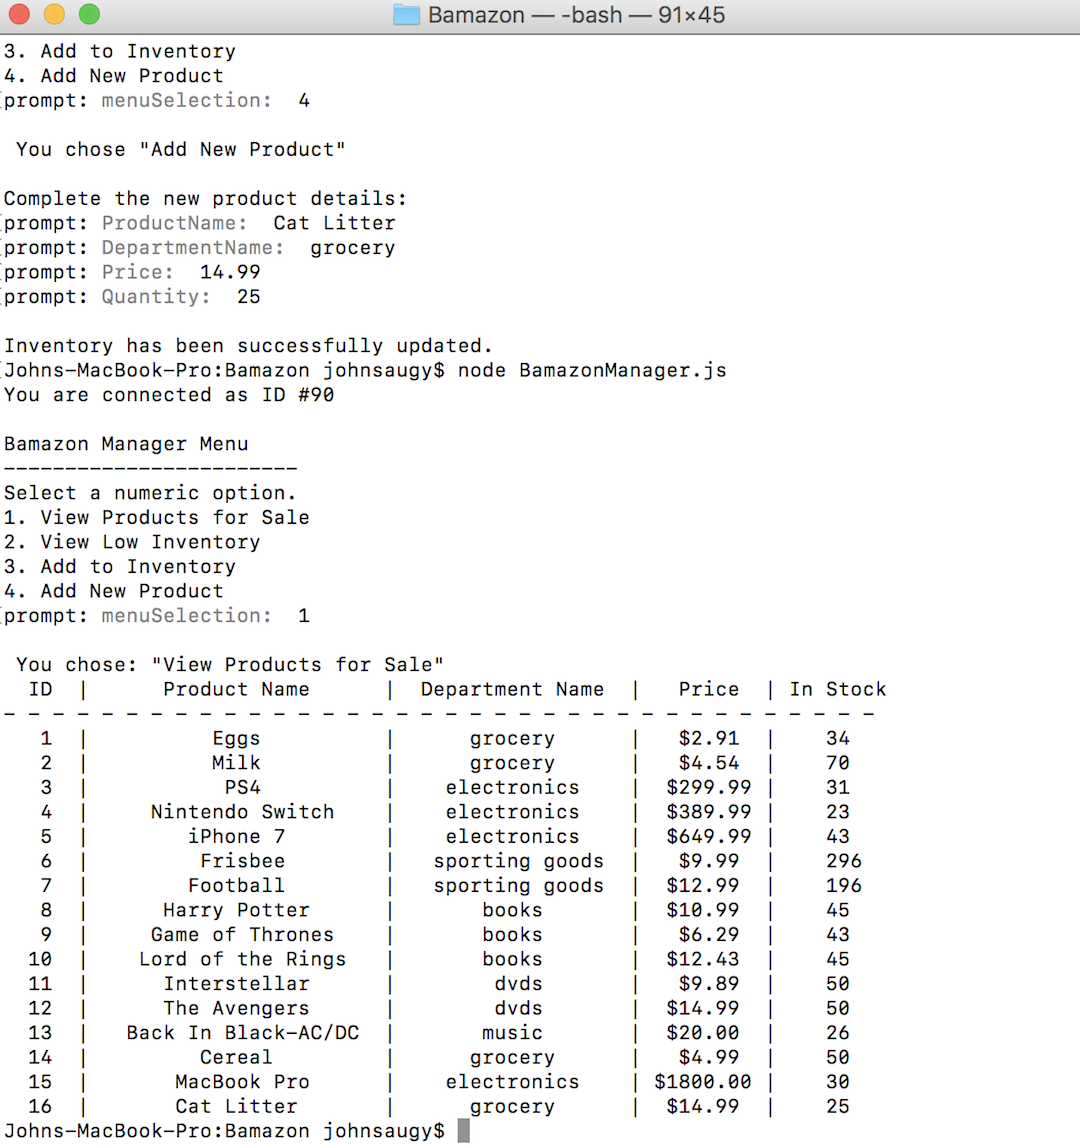 Bamazon — -bash — 91×45
3. Add to Inventory
4. Add New Product
prompt: menuSelection:  4
You chose "Add New Product"
Complete the new product details:
prompt: ProductName:  Cat Litter
prompt: DepartmentName:  grocery
prompt: Price:  14.99
prompt: Quantity:  25
Inventory has been successfully updated.
Johns-MacBook-Pro:Bamazon johnsaugy$ node BamazonManager.js
You are connected as ID #90
Bamazon Manager Menu
------------------------
Select a numeric option.
1. View Products for Sale
2. View Low Inventory
3. Add to Inventory
4. Add New Product
prompt: menuSelection:  1
You chose: "View Products for Sale"
ID | Product Name | Department Name | Price | In Stock
- - - - - - - - - - - - - - - - - - - - - - - - - - - - - - - - - - - -
1 | Eggs | grocery | $2.91 | 34
2 | Milk | grocery | $4.54 | 70
3 | PS4 | electronics | $299.99 | 31
4 | Nintendo Switch | electronics | $389.99 | 23
5 | iPhone 7 | electronics | $649.99 | 43
6 | Frisbee | sporting goods | $9.99 | 296
7 | Football | sporting goods | $12.99 | 196
8 | Harry Potter | books | $10.99 | 45
9 | Game of Thrones | books | $6.29 | 43
10 | Lord of the Rings | books | $12.43 | 45
11 | Interstellar | dvds | $9.89 | 50
12 | The Avengers | dvds | $14.99 | 50
13 | Back In Black-AC/DC | music | $20.00 | 26
14 | Cereal | grocery | $4.99 | 50
15 | MacBook Pro | electronics | $1800.00 | 30
16 | Cat Litter | grocery | $14.99 | 25
Johns-MacBook-Pro:Bamazon johnsaugy$